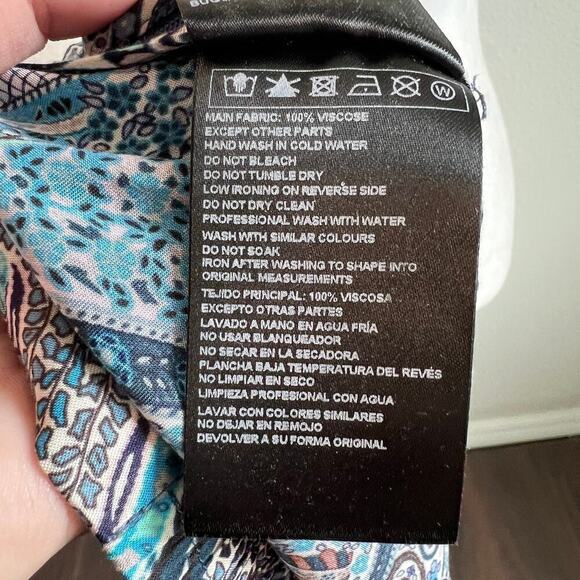 W
MAIN FABRIC: 100% VISCOSE
EXCEPT OTHER PARTS
HAND WASH IN COLD WATER
DO NOT BLEACH
DO NOT TUMBLE DRY
LOW IRONING ON REVERSE SIDE
DO NOT DRY CLEAN
PROFESSIONAL WASH WITH WATER
WASH WITH SIMILAR COLOURS
DO NOT SOAK
IRON AFTER WASHING TO SHAPE INTO
ORIGINAL MEASUREMENTS
TEJIDO PRINCIPAL: 100% VISCOSA
EXCEPTO OTRAS PARTES
LAVADO A MANO EN AGUA FRÍA
NO USAR BLANQUEADOR
NO SECAR EN LA SECADORA
PLANCHA BAJA TEMPERATURA DEL REVÉS
NO LIMPIAR EN SECO
LIMPIEZA PROFESIONAL CON AGUA
LAVAR CON COLORES SIMILARES
NO DEJAR EN REMOJO
DEVOLVER A SU FORMA ORIGINAL